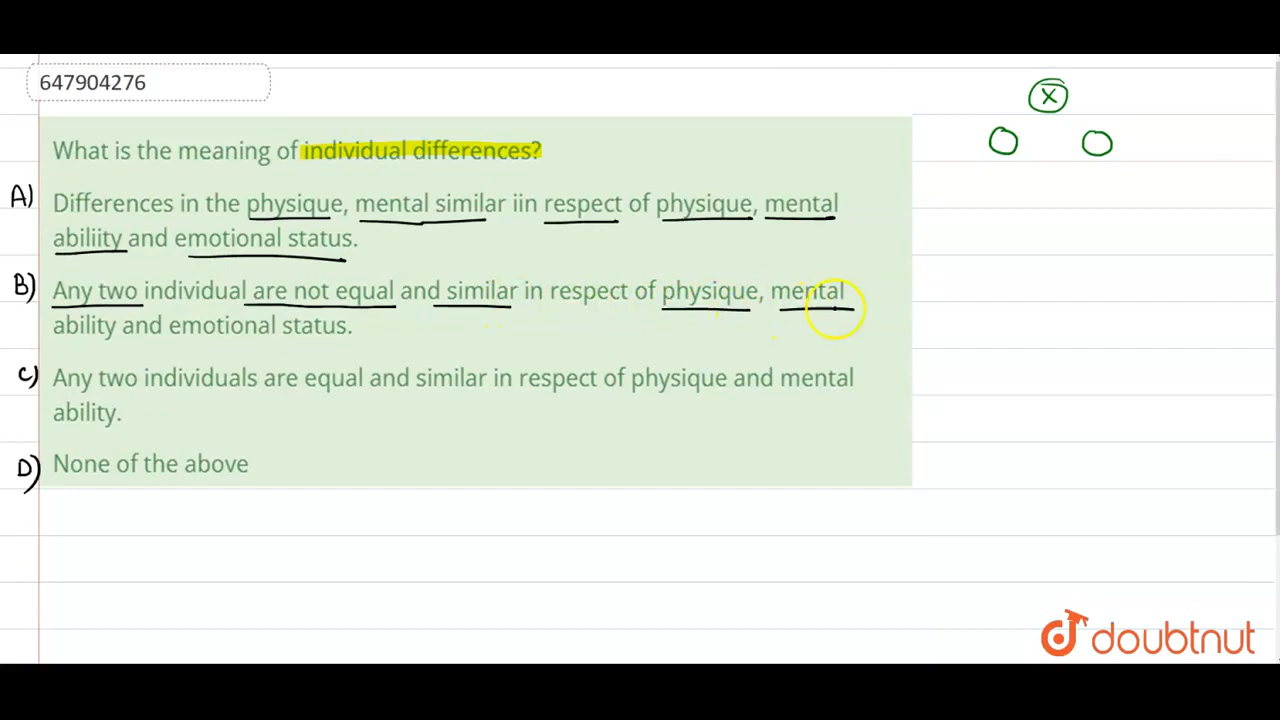 647904276
X
What is the meaning of individual differences?
A) Differences in the physique, mental similar iin respect of physique, mental
abiliity and emotional status.
B) Any two individual are not equal and similar in respect of physique, mental
ability and emotional status.
C) Any two individuals are equal and similar in respect of physique and mental
ability.
D) None of the above
doubtnut